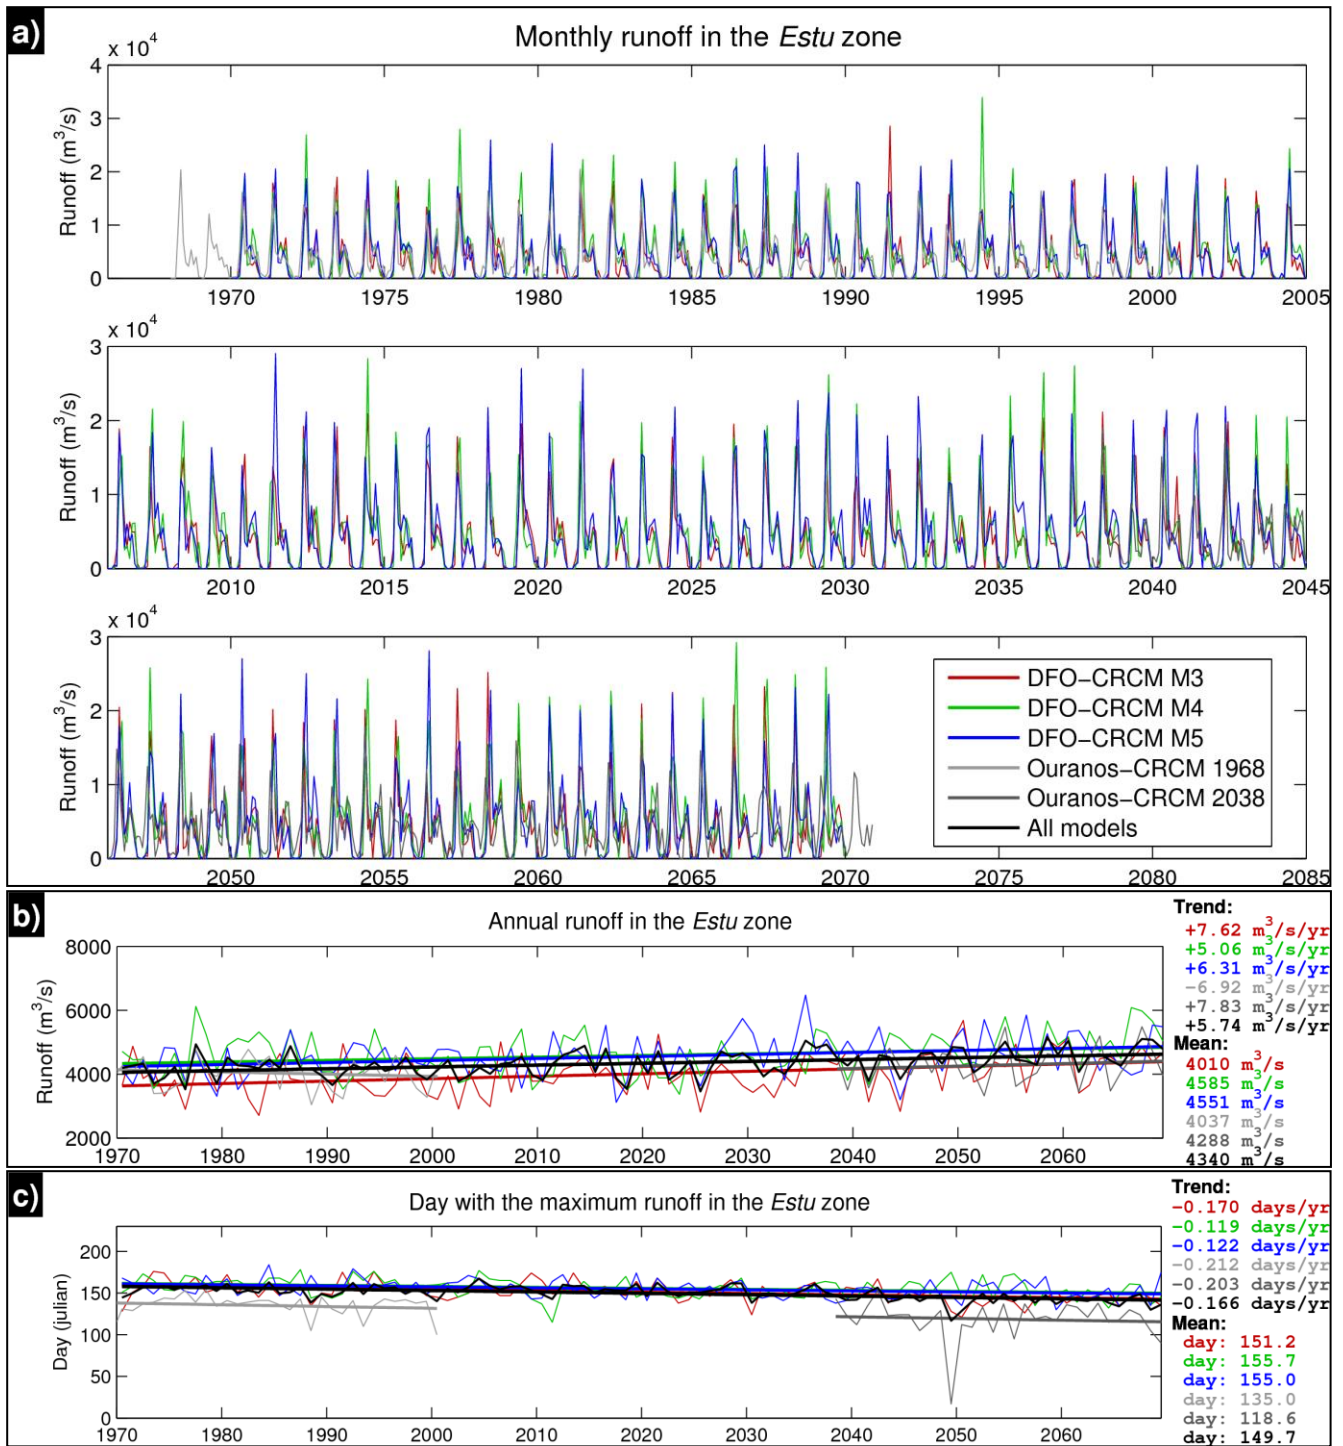 a)
Monthly runoff in the Estu zone
x 10^4
Runoff (m^3/s)
4
3
2
1
0
1970 1975 1980 1985 1990 1995 2000 2005
x 10^4
Runoff (m^3/s)
3
2
1
0
2010 2015 2020 2025 2030 2035 2040 2045
x 10^4
Runoff (m^3/s)
3
2
1
0
2050 2055 2060 2065 2070 2075 2080 2085
DFO-CRCM M3
DFO-CRCM M4
DFO-CRCM M5
Ouranos-CRCM 1968
Ouranos-CRCM 2038
All models
b)
Annual runoff in the Estu zone
Runoff (m^3/s)
8000
6000
4000
2000
1970 1980 1990 2000 2010 2020 2030 2040 2050 2060
Trend:
+7.62 m^3/s/yr
+5.06 m^3/s/yr
+6.31 m^3/s/yr
-6.92 m^3/s/yr
+7.83 m^3/s/yr
+5.74 m^3/s/yr
Mean:
4010 m^3/s
4585 m^3/s
4551 m^3/s
4037 m^3/s
4288 m^3/s
4340 m^3/s
c)
Day with the maximum runoff in the Estu zone
Day (julian)
200
150
100
50
0
1970 1980 1990 2000 2010 2020 2030 2040 2050 2060
Trend:
-0.170 days/yr
-0.119 days/yr
-0.122 days/yr
-0.212 days/yr
-0.203 days/yr
-0.166 days/yr
Mean:
day: 151.2
day: 155.7
day: 155.0
day: 135.0
day: 118.6
day: 149.7